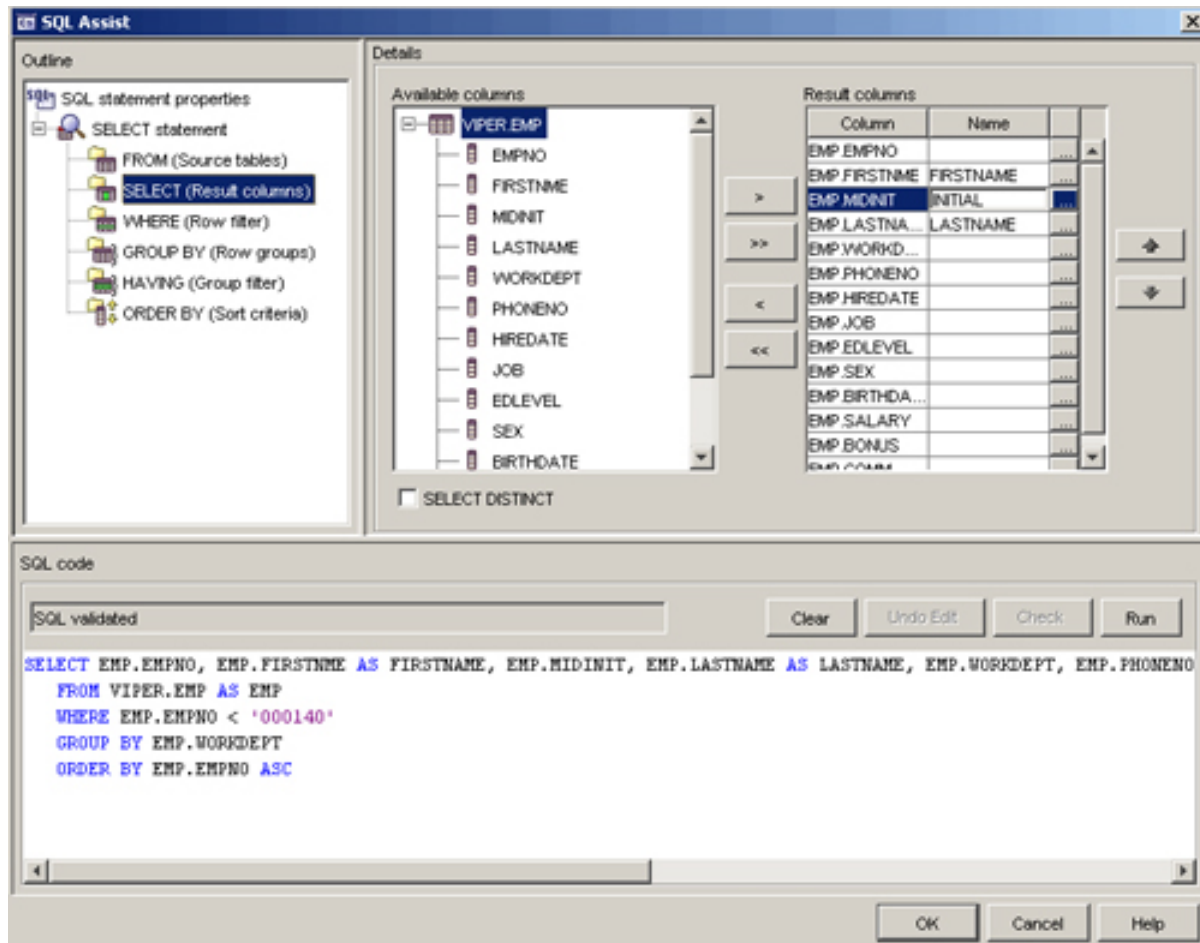 SQL Assist
Outline
SQL statement properties
SELECT statement
FROM (Source tables)
SELECT (Result columns)
WHERE (Row filter)
GROUP BY (Row groups)
HAVING (Group filter)
ORDER BY (Sort criteria)
Details
Available columns
VIPER.EMP
EMPNO
FIRSTNME
MIDINIT
LASTNAME
WORKDEPT
PHONENO
HIREDATE
JOB
EDLEVEL
SEX
BIRTHDATE
SELECT DISTINCT
>
>>
<
<<
Result columns
Column Name
EMP.EMPNO ...
EMP.FIRSTNME FIRSTNAME ...
EMP.MIDINIT INITIAL ...
EMP.LASTNA... LASTNAME ...
EMP.WORKD... ...
EMP.PHONENO ...
EMP.HIREDATE ...
EMP.JOB ...
EMP.EDLEVEL ...
EMP.SEX ...
EMP.BIRTHDA... ...
EMP.SALARY ...
EMP.BONUS ...
EMP.COMM
SQL code
SQL validated
Clear Undo Edit Check Run
SELECT EMP.EMPNO, EMP.FIRSTNME AS FIRSTNAME, EMP.MIDINIT, EMP.LASTNAME AS LASTNAME, EMP.WORKDEPT, EMP.PHONENO
FROM VIPER.EMP AS EMP
WHERE EMP.EMPNO < '000140'
GROUP BY EMP.WORKDEPT
ORDER BY EMP.EMPNO ASC
OK Cancel Help